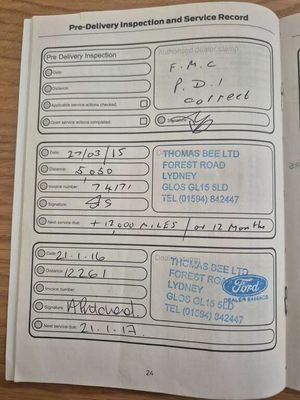 Pre-Delivery Inspection and Service Record
Pre Delivery Inspection
Authorised dealer stamp
Date
Distance
Applicable service actions checked
Open service actions completed
F.M.C
P.D.I
correct
Signature
Date: 27/03/15
Distance: 5050
Invoice number: 74171
Signature:
Next service due: + 12000 MILES / or 12 Months
THOMAS BEE LTD
FOREST ROAD
LYDNEY
GLOS GL15 5LD
TEL (01594) 842447
Date: 21.1.16
Distance: 12261
Invoice number:
Signature:
Next service due: 21.1.17
THOMAS BEE LTD
FOREST ROAD
LYDNEY
GLOS GL15 5LD
TEL (01594) 842447
Ford
24